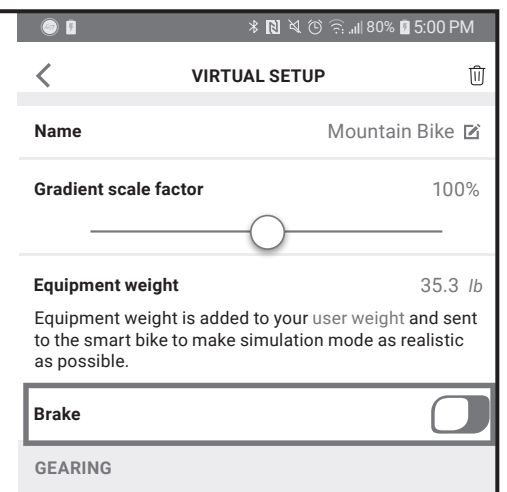 80% 5:00 PM
VIRTUAL SETUP
Name Mountain Bike
Gradient scale factor 100%
Equipment weight 35.3 lb
Equipment weight is added to your user weight and sent
to the smart bike to make simulation mode as realistic
as possible.
Brake
GEARING